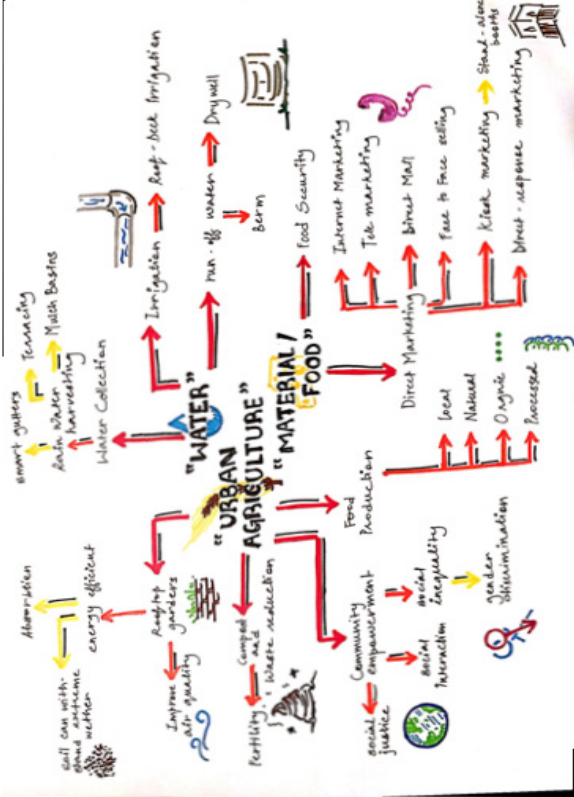 "URBAN
AGRICULTURE"
"WATER"
"MATERIAL /
FOOD"
Water Collection
Rain Water
harvesting
smart gutters
Terracing
Mulch Basins
Irrigation
Roof-Deck Irrigation
run-off water
Drywell
Berm
Food Security
Direct Marketing
Internet Marketing
Tele marketing
Direct Mail
Face to Face selling
Kiosk marketing
Stand-alone
booths
Direct-response marketing
Food
Production
Local
Natural
Organic
Processed
Community
empowerment
social
justice
social
Interaction
social
inequality
gender
discrimination
Compost
and
Waste reduction
Fertility
Rooftop
gardens
Improve
air quality
energy efficient
Absorbtion
soil can with-
stand extreme
wether